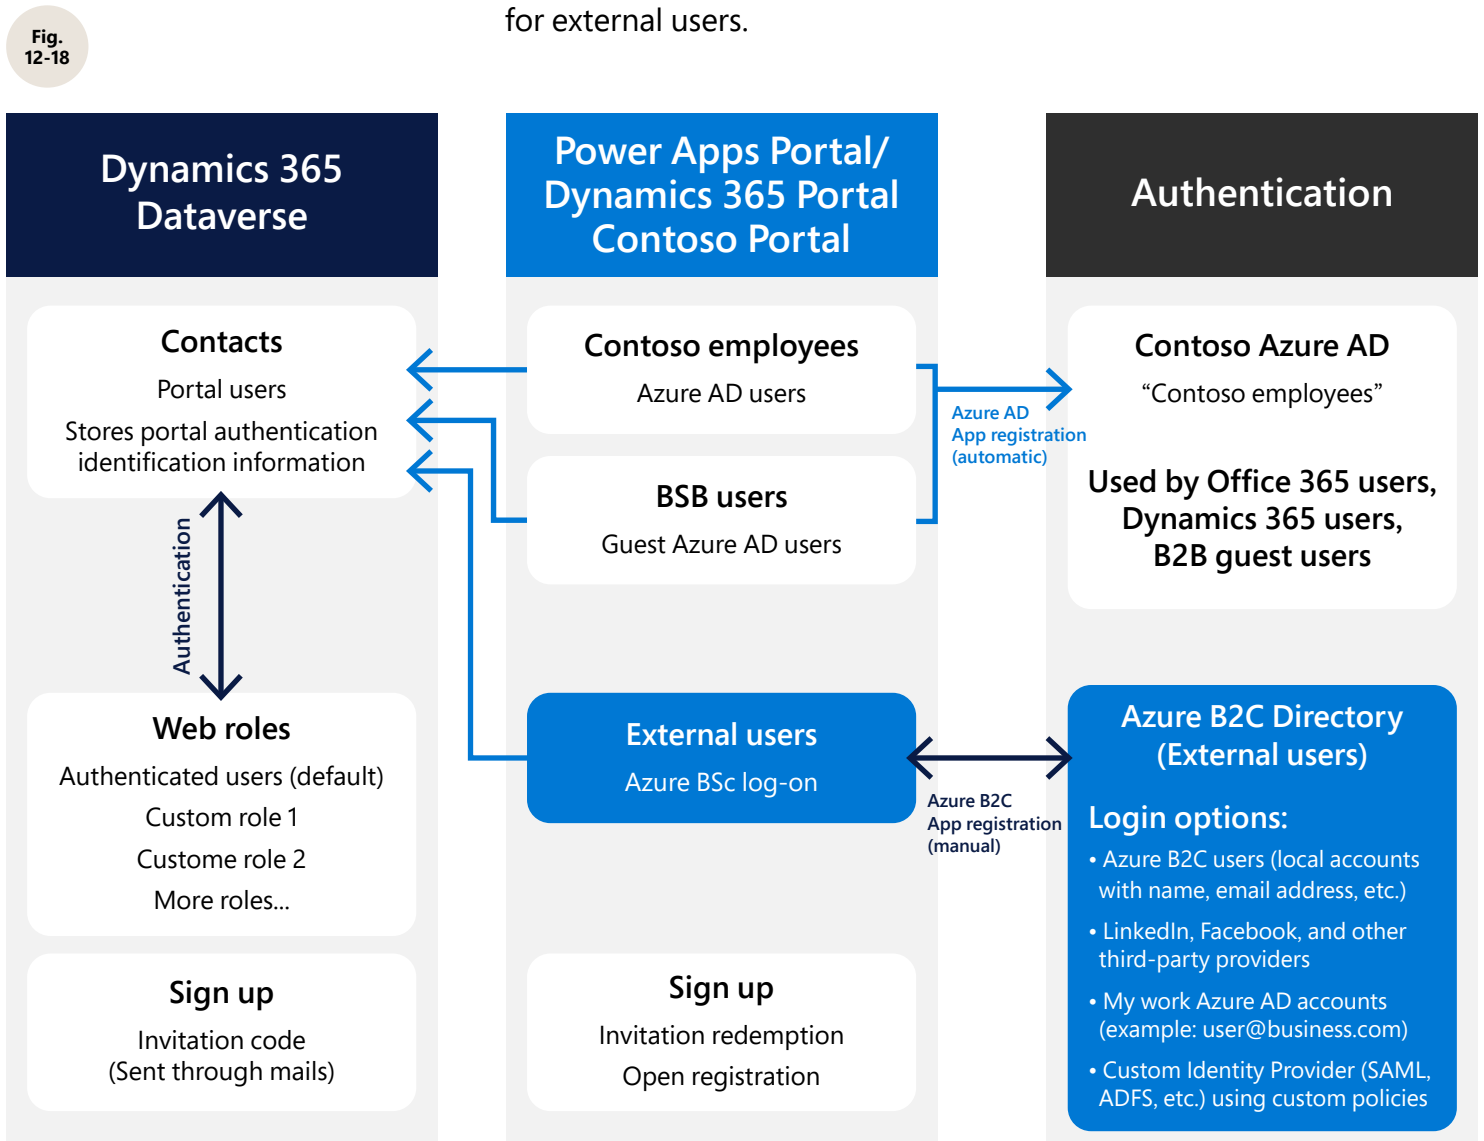 for external users.
Fig.
12-18
Dynamics 365
Dataverse
Contacts
Portal users
Stores portal authentication
identification information
Authentication
Web roles
Authenticated users (default)
Custom role 1
Custome role 2
More roles...
Sign up
Invitation code
(Sent through mails)
Power Apps Portal/
Dynamics 365 Portal
Contoso Portal
Contoso employees
Azure AD users
BSB users
Guest Azure AD users
External users
Azure BSc log-on
Sign up
Invitation redemption
Open registration
Azure AD
App registration
(automatic)
Azure B2C
App registration
(manual)
Authentication
Contoso Azure AD
“Contoso employees”
Used by Office 365 users,
Dynamics 365 users,
B2B guest users
Azure B2C Directory
(External users)
Login options:
• Azure B2C users (local accounts
with name, email address, etc.)
• LinkedIn, Facebook, and other
third-party providers
• My work Azure AD accounts
(example: user@business.com)
• Custom Identity Provider (SAML,
ADFS, etc.) using custom policies